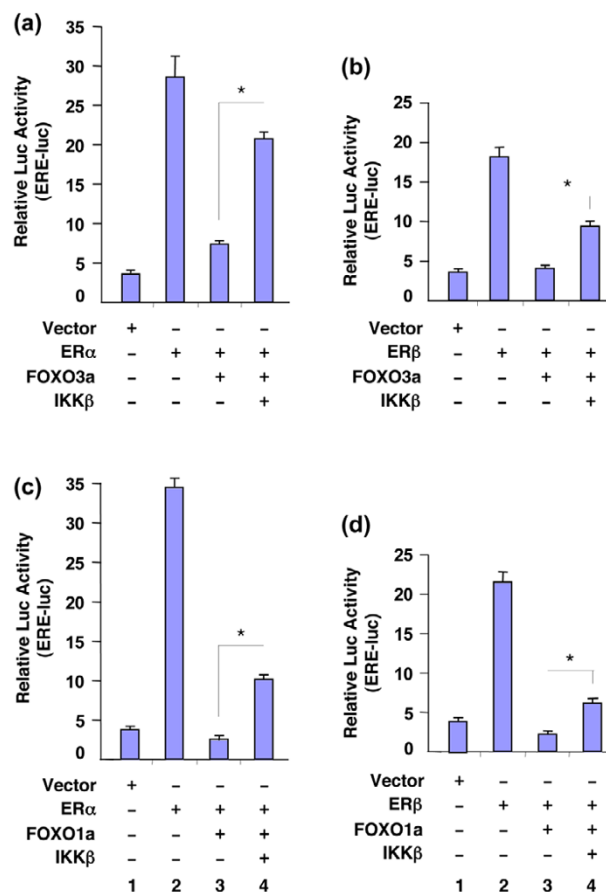 (a)
Relative Luc Activity
(ERE-luc)
35
30
25
20
15
10
5
0
*
Vector + – – –
ERα – + + +
FOXO3a – – + +
IKKβ – – – +
(b)
Relative Luc Activity
(ERE-luc)
25
20
15
10
5
0
*
Vector + – – –
ERβ – + + +
FOXO3a – – + +
IKKβ – – – +
(c)
Relative Luc Activity
(ERE-luc)
35
30
25
20
15
10
5
0
*
Vector + – – –
ERα – + + +
FOXO1a – – + +
IKKβ – – – +
1 2 3 4
(d)
Relative Luc Activity
(ERE-luc)
25
20
15
10
5
0
*
Vector + – – –
ERβ – + + +
FOXO1a – – + +
IKKβ – – – +
1 2 3 4